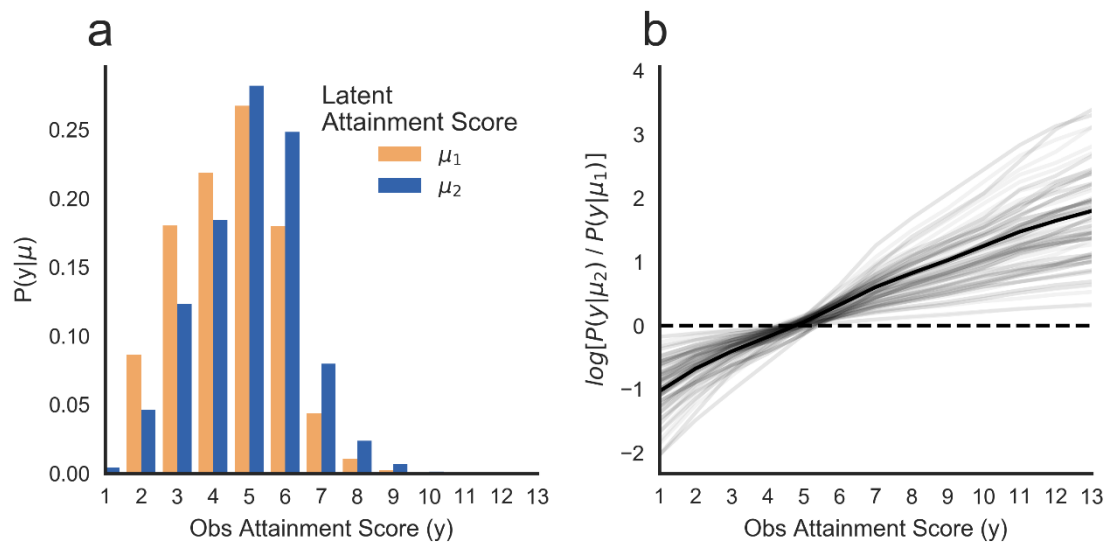 a
P(y|μ)
0.25
0.20
0.15
0.10
0.05
0.00
Latent
Attainment Score
μ1
μ2
1 2 3 4 5 6 7 8 9 10 11 12 13
Obs Attainment Score (y)
b
log[P(y|μ2) / P(y|μ1)]
4
3
2
1
0
−1
−2
1 2 3 4 5 6 7 8 9 10 11 12 13
Obs Attainment Score (y)